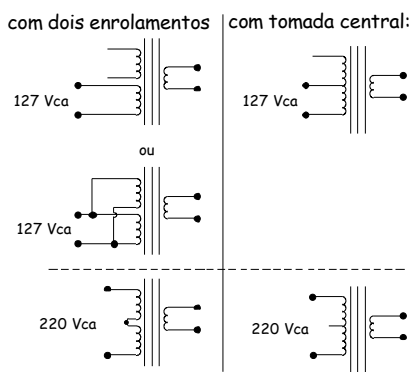 com dois enrolamentos
com tomada central:
127 Vca
127 Vca
ou
127 Vca
220 Vca
220 Vca